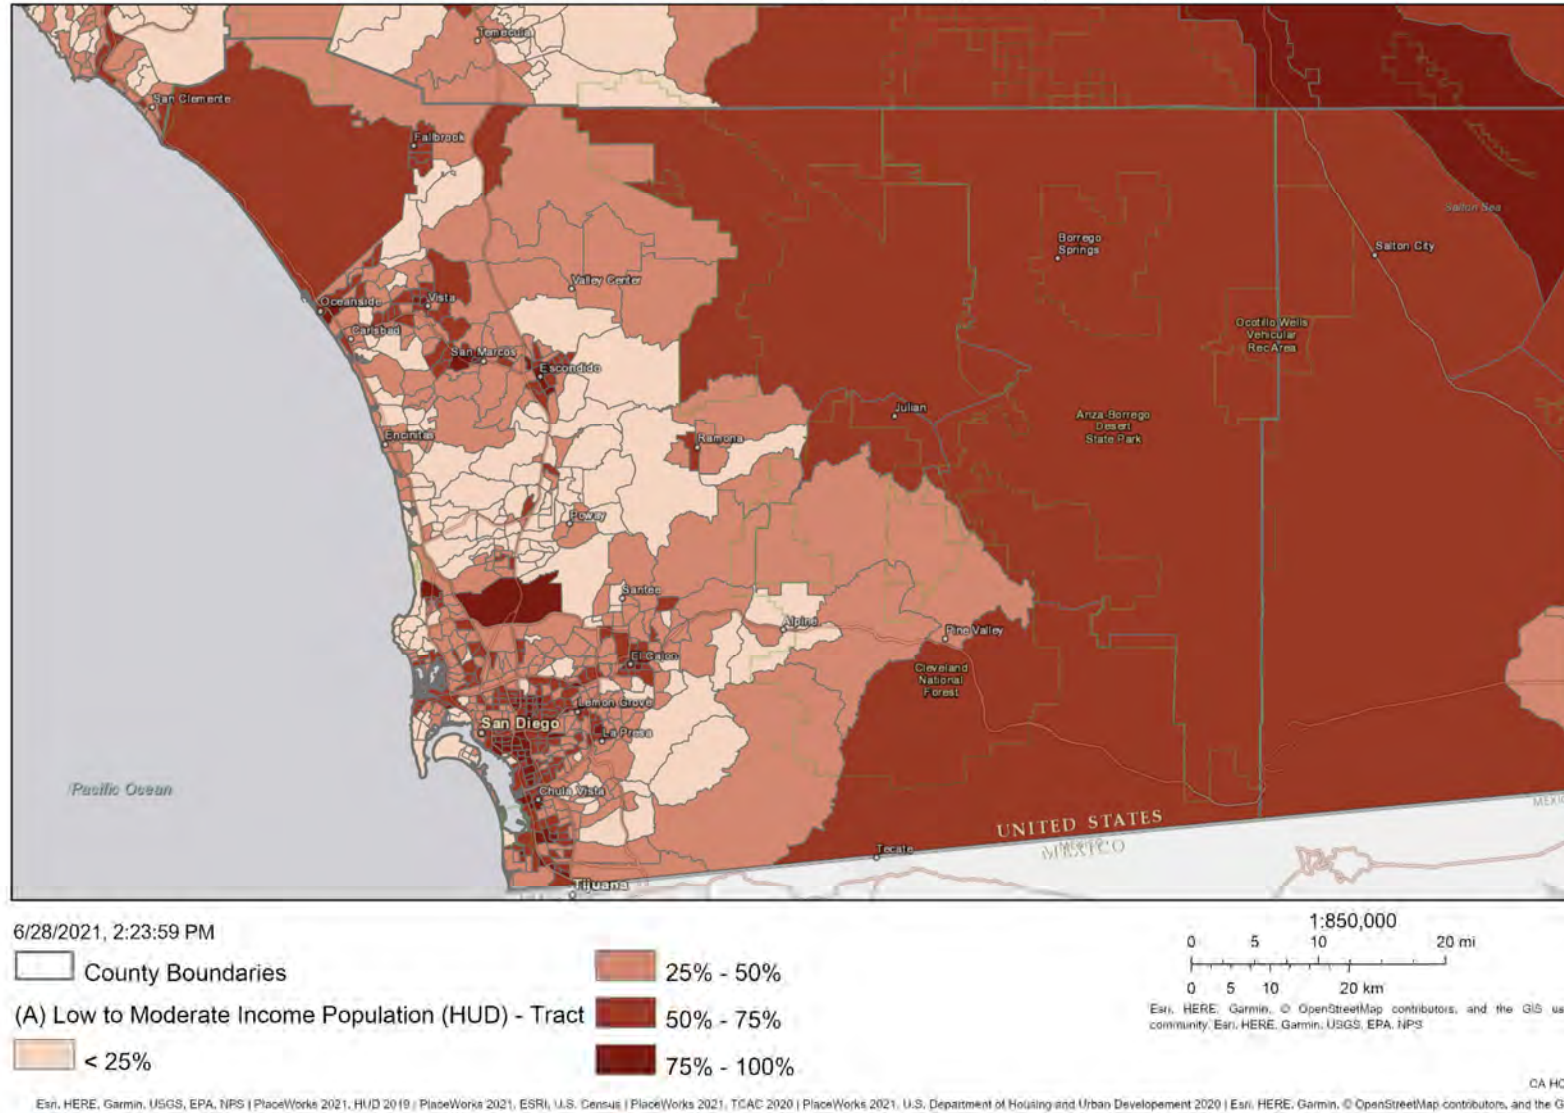 Temecula
San Clemente
Fallbrook
Salton Sea
Borrego
Springs
Salton City
Valley Center
Oceanside
Vista
Carlsbad
Ocotillo Wells
Vehicular
Rec Area
San Marcos
Escondido
Julian
Anza-Borrego
Desert
State Park
Encinitas
Ramona
Poway
Santee
Alpine
Pine Valley
El Cajon
Cleveland
National
Forest
Lemon Grove
San Diego
La Presa
Pacific Ocean
Chula Vista
UNITED STATES
MEXICO
MEXIC
Tecate
Tijuana
6/28/2021, 2:23:59 PM
County Boundaries
(A) Low to Moderate Income Population (HUD) - Tract
< 25%
25% - 50%
50% - 75%
75% - 100%
1:850,000
0 5 10 20 mi
0 5 10 20 km
Esri, HERE, Garmin, © OpenStreetMap contributors, and the GIS us
community, Esri, HERE, Garmin, USGS, EPA, NPS
CA HC
Esri, HERE, Garmin, USGS, EPA, NPS | PlaceWorks 2021, HUD 2019 | PlaceWorks 2021, ESRI, U.S. Census | PlaceWorks 2021, TCAC 2020 | PlaceWorks 2021, U.S. Department of Housing and Urban Developement 2020 | Esri, HERE, Garmin, © OpenStreetMap contributors, and the G